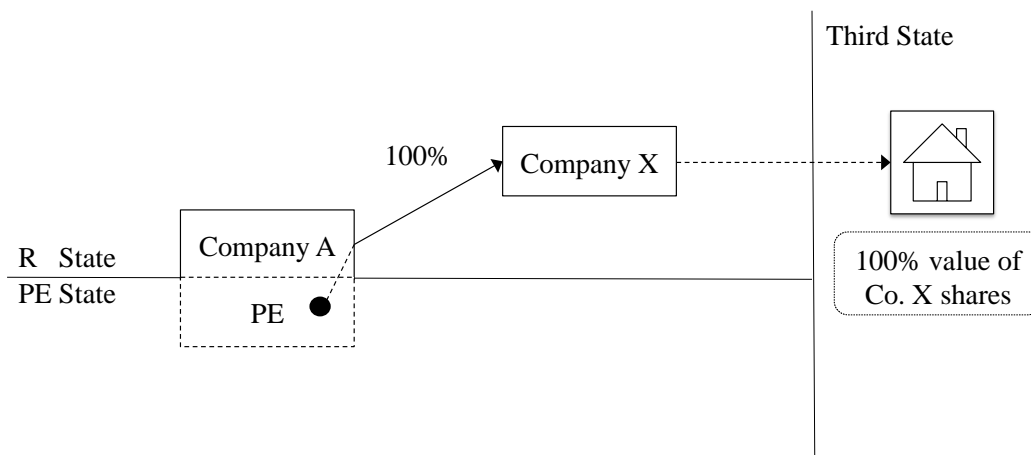 Third State
100%
Company X
Company A
R State
PE State
PE
100% value of
Co. X shares